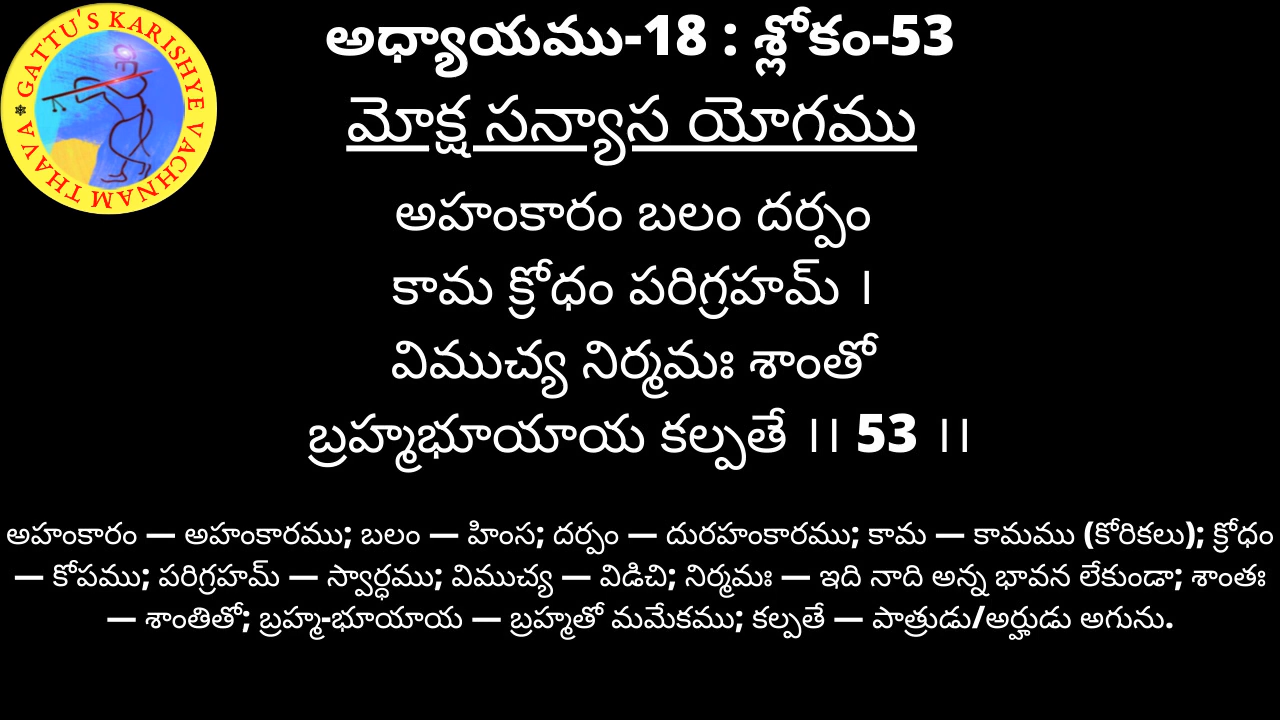 GATTU'S KARISHYE VACHNAM THAVA
అధ్యాయము-18 : శ్లోకం-53
మోక్ష సన్యాస యోగము
అహంకారం బలం దర్పం
కామ క్రోధం పరిగ్రహమ్ ।
విముచ్య నిర్మమః శాంతో
బ్రహ్మభూయాయ కల్పతే ।। 53 ।।
అహంకారం — అహంకారము; బలం — హింస; దర్పం — దురహంకారము; కామ — కామము (కోరికలు); క్రోధం
— కోపము; పరిగ్రహమ్ — స్వార్థము; విముచ్య — విడిచి; నిర్మమః — ఇది నాది అన్న భావన లేకుండా; శాంతః
— శాంతితో; బ్రహ్మ-భూయాయ — బ్రహ్మతో మమేకము; కల్పతే — పాత్రుడు/అర్హుడు అగును.